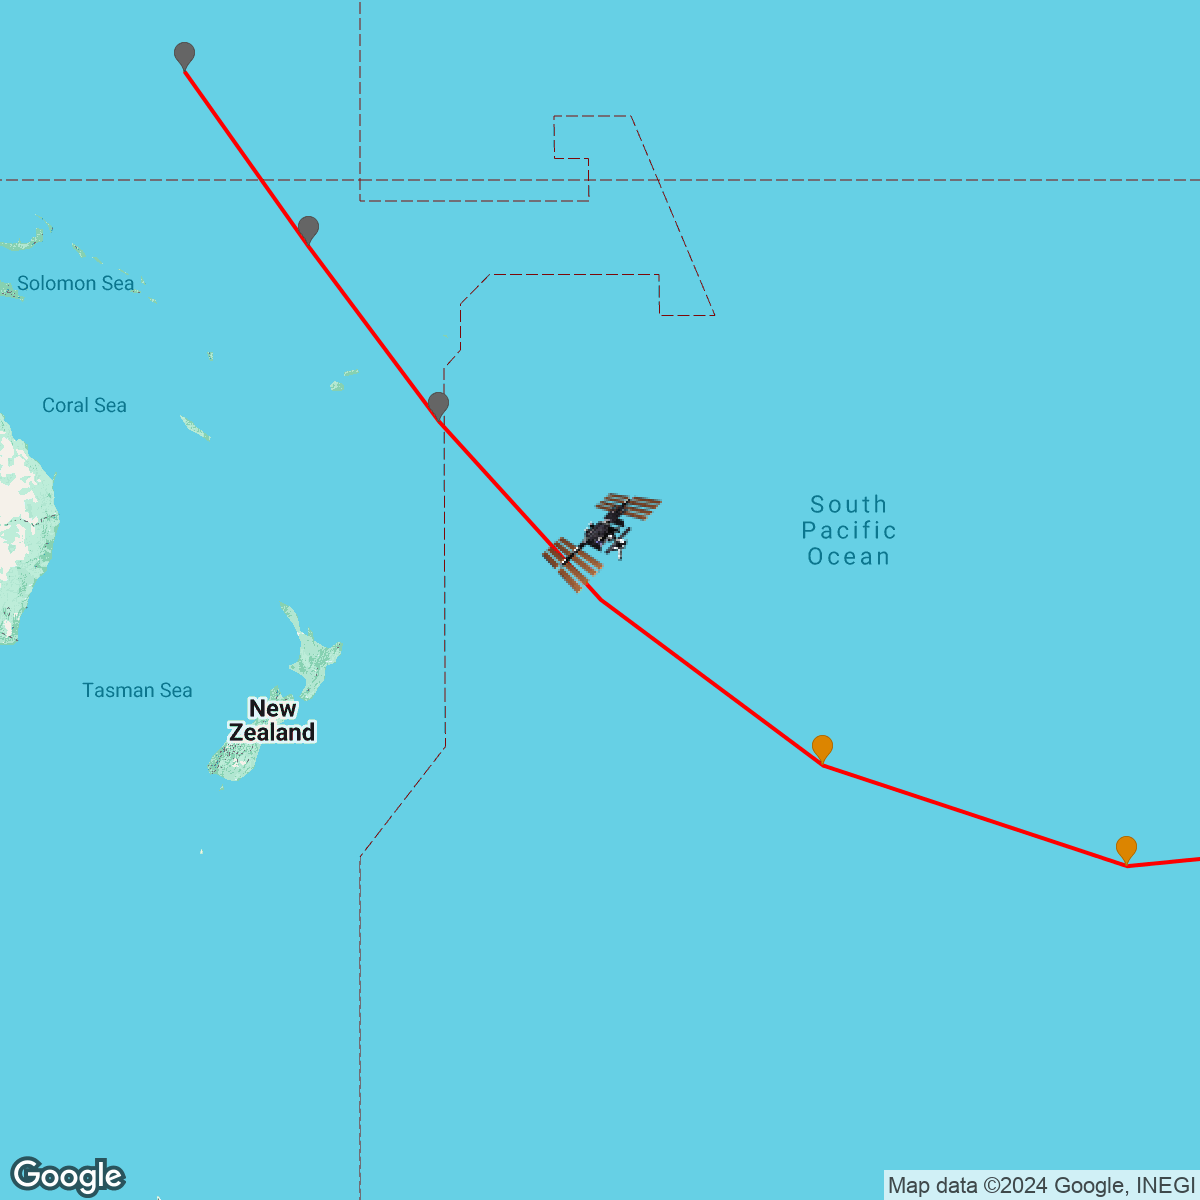 Solomon Sea
Coral Sea
South
Pacific
Ocean
Tasman Sea
New
Zealand
Google
Map data ©2024 Google, INEGI